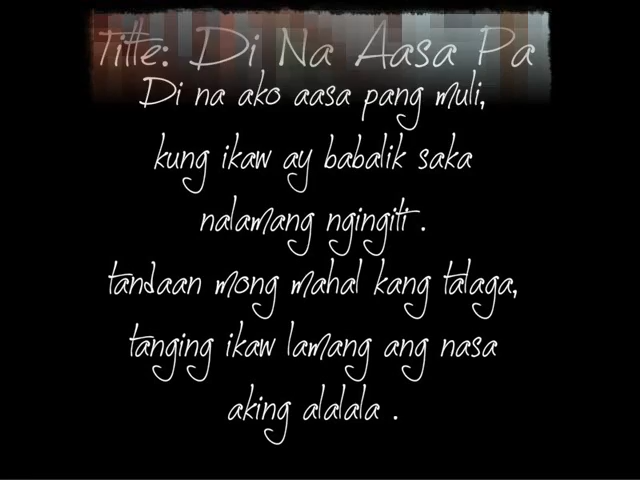 Title: Di Na Aasa Pa
Di na ako aasa pang muli,
kung ikaw ay babalik saka
nalamang ngingiti .
tandaan mong mahal kang talaga,
tanging ikaw lamang ang nasa
aking alalala .